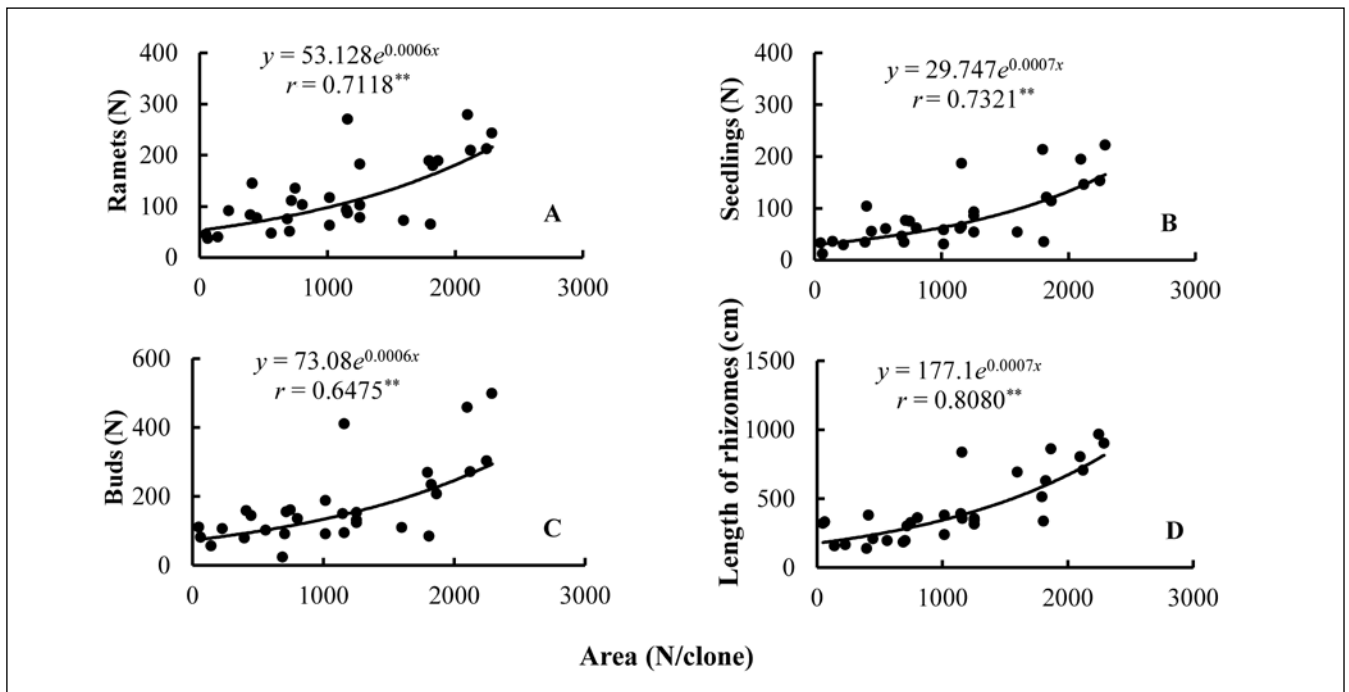 y = 53.128e^0.0006x
r = 0.7118**
Ramets (N)
400
300
200
100
0
0 1000 2000 3000
A
y = 29.747e^0.0007x
r = 0.7321**
Seedlings (N)
400
300
200
100
0
0 1000 2000 3000
B
y = 73.08e^0.0006x
r = 0.6475**
Buds (N)
600
400
200
0
0 1000 2000 3000
C
y = 177.1e^0.0007x
r = 0.8080**
Length of rhizomes (cm)
1500
1000
500
0
0 1000 2000 3000
D
Area (N/clone)